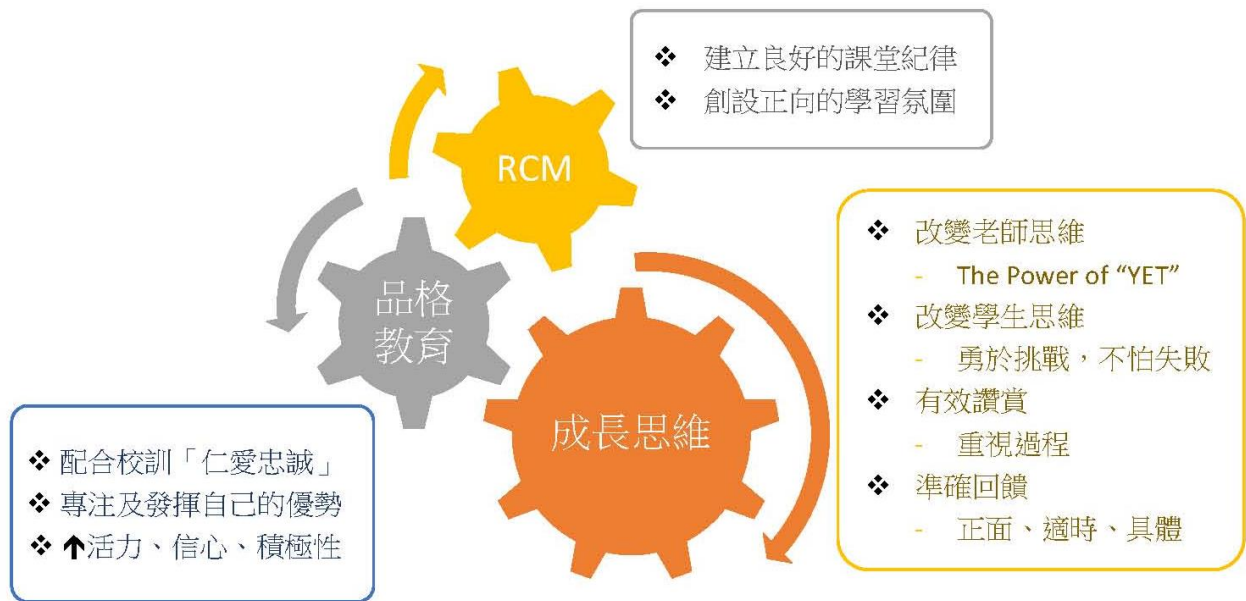 ❖ 建立良好的課堂紀律
❖ 創設正向的學習氛圍
RCM
品格
教育
成長思維
❖ 改變老師思維
- The Power of “YET”
❖ 改變學生思維
- 勇於挑戰，不怕失敗
❖ 有效讚賞
- 重視過程
❖ 準確回饋
- 正面、適時、具體
❖ 配合校訓「仁愛忠誠」
❖ 專注及發揮自己的優勢
❖ ↑活力、信心、積極性